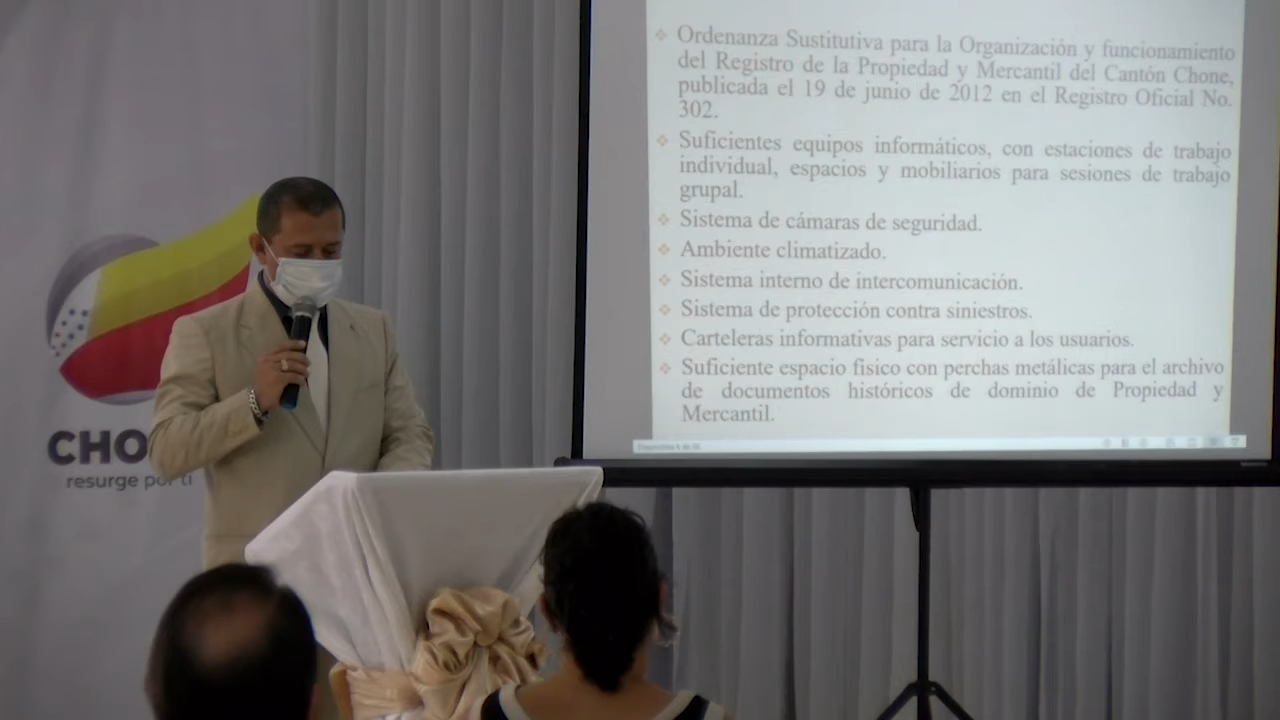 Ordenanza Sustitutiva para la Organización y funcionamiento
del Registro de la Propiedad y Mercantil del Cantón Chone,
publicada el 19 de junio de 2012 en el Registro Oficial No.
302.
Suficientes equipos informáticos, con estaciones de trabajo
individual, espacios y mobiliarios para sesiones de trabajo
grupal.
Sistema de cámaras de seguridad.
Ambiente climatizado.
Sistema interno de intercomunicación.
Sistema de protección contra siniestros.
Carteleras informativas para servicio a los usuarios.
Suficiente espacio fisico con perchas metálicas para el archivo
de documentos históricos de dominio de Propiedad y
Mercantil.
CHO
resurge por ti